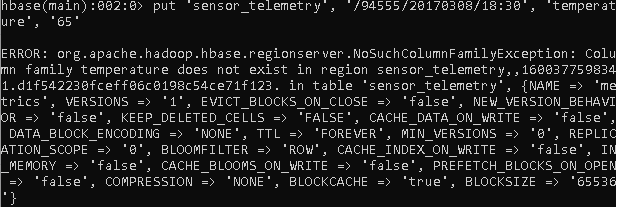 hbase(main):002:0> put 'sensor_telemetry', '/94555/20170308/18:30', 'temperat
ure', '65'
ERROR: org.apache.hadoop.hbase.regionserver.NoSuchColumnFamilyException: Colu
mn family temperature does not exist in region sensor_telemetry,,160037759834
1.d1f542230fceff06c0198c54ce71f123. in table 'sensor_telemetry', {NAME => 'me
trics', VERSIONS => '1', EVICT_BLOCKS_ON_CLOSE => 'false', NEW_VERSION_BEHAVI
OR => 'false', KEEP_DELETED_CELLS => 'FALSE', CACHE_DATA_ON_WRITE => 'false',
 DATA_BLOCK_ENCODING => 'NONE', TTL => 'FOREVER', MIN_VERSIONS => '0', REPLIC
ATION_SCOPE => '0', BLOOMFILTER => 'ROW', CACHE_INDEX_ON_WRITE => 'false', IN
_MEMORY => 'false', CACHE_BLOOMS_ON_WRITE => 'false', PREFETCH_BLOCKS_ON_OPEN
 => 'false', COMPRESSION => 'NONE', BLOCKCACHE => 'true', BLOCKSIZE => '65536
'}